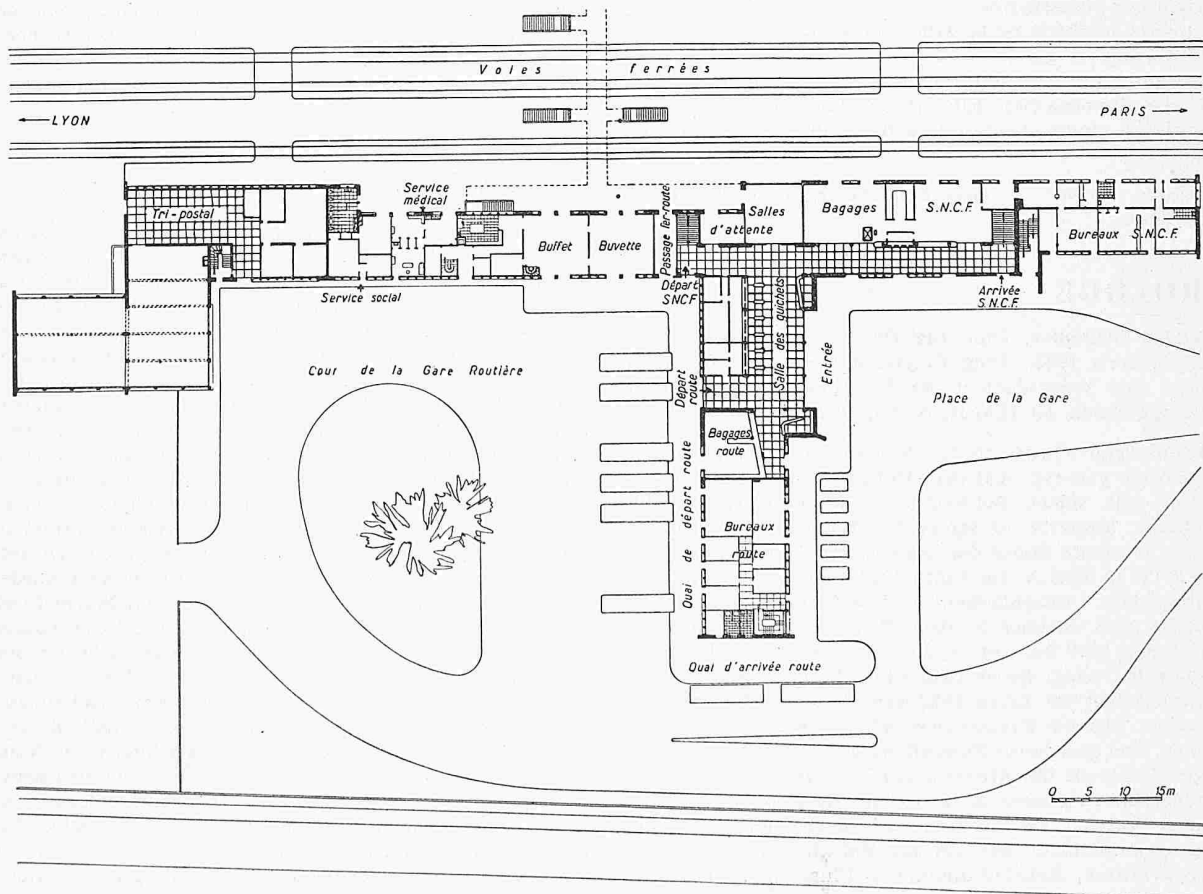 Voies ferrées
←LYON
PARIS→
Tri-postal
Service
médical
Buffet
Buvette
Passage fer-route
Salles
d'attente
Bagages
S.N.C.F.
Bureaux S.N.C.F.
Service social
Départ
SNCF
Arrivée
S.N.C.F.
Salle des guichets
Entrée
Cour de la Gare Routière
Départ
route
Place de la Gare
Bagages
route
Quai de départ route
Bureaux
route
Quai d'arrivée route
0 5 10 15m